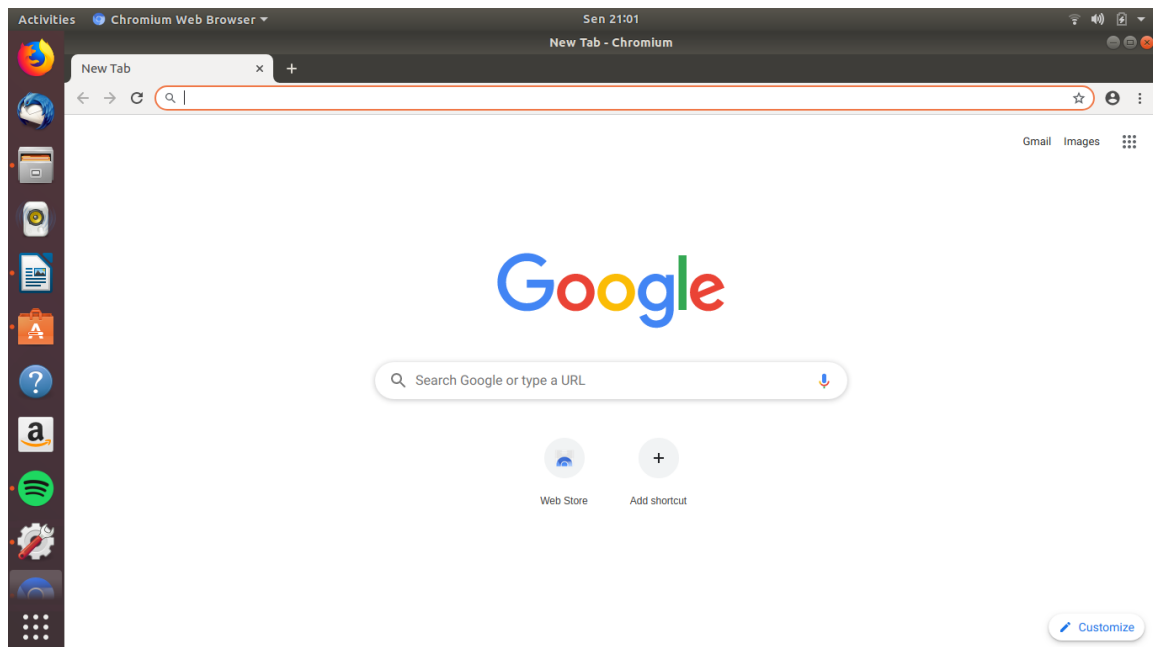 Activities Chromium Web Browser Sen 21:01
New Tab - Chromium
New Tab
Gmail Images
Google
Search Google or type a URL
Web Store Add shortcut
Customize